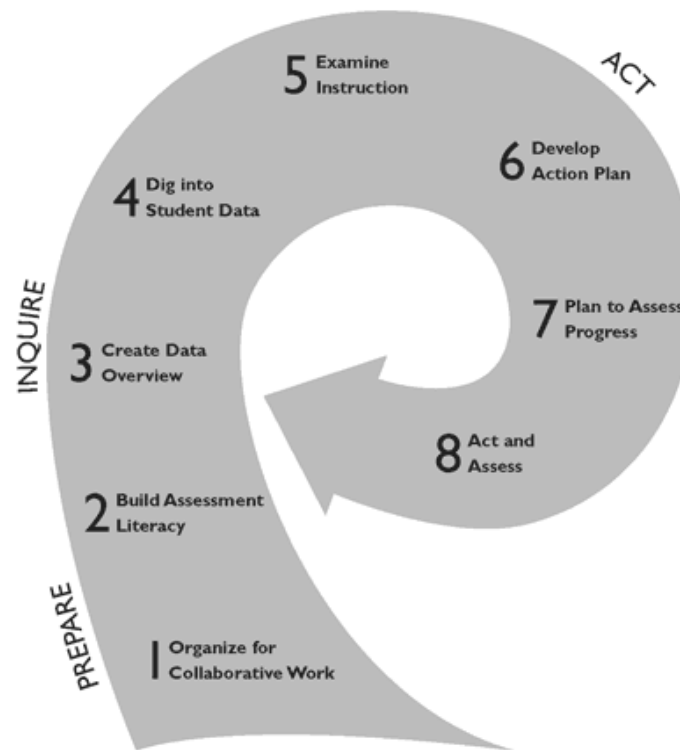 ACT
5 Examine
Instruction
6 Develop
Action Plan
4 Dig into
Student Data
INQUIRE
7 Plan to Assess
Progress
3 Create Data
Overview
8 Act and
Assess
2 Build Assessment
Literacy
PREPARE
1 Organize for
Collaborative Work